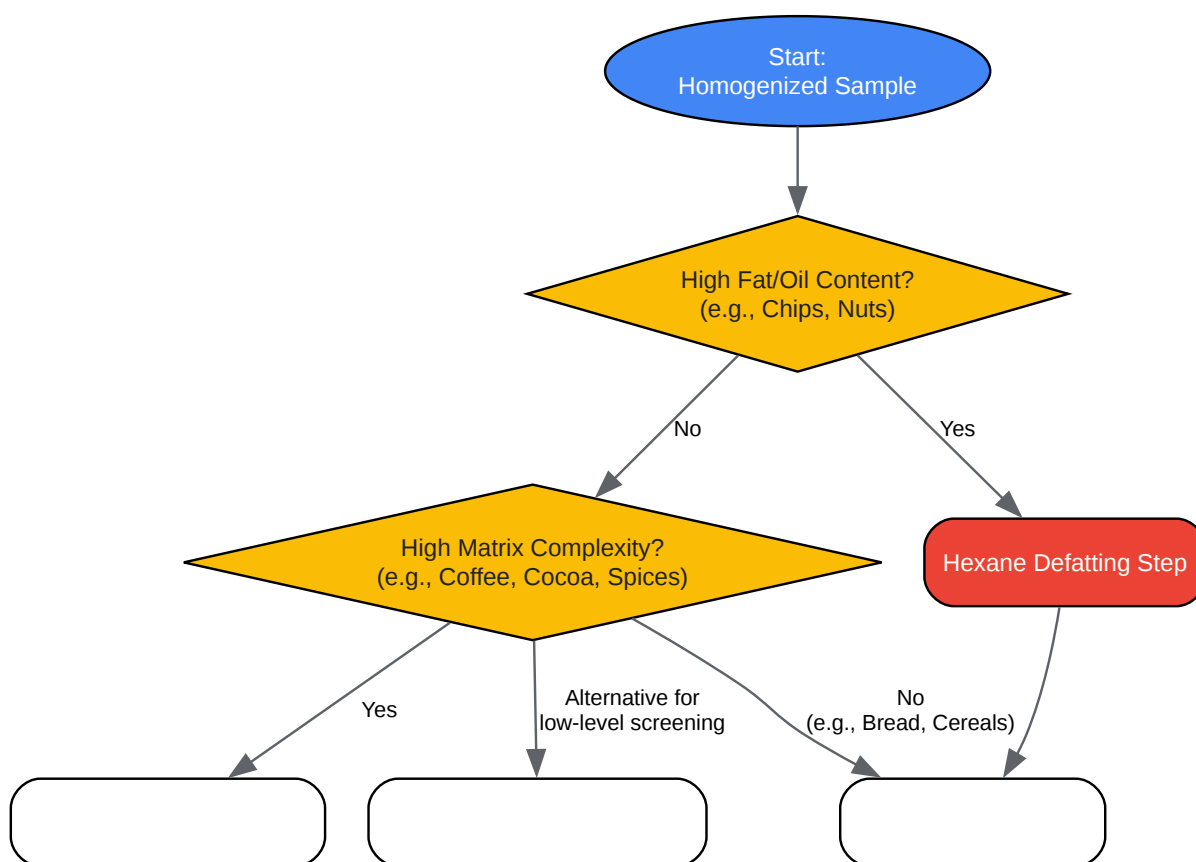 Start:
Homogenized Sample
High Fat/Oil Content?
(e.g., Chips, Nuts)
No
Yes
High Matrix Complexity?
(e.g., Coffee, Cocoa, Spices)
Hexane Defatting Step
Yes
Alternative for
low-level screening
No
(e.g., Bread, Cereals)